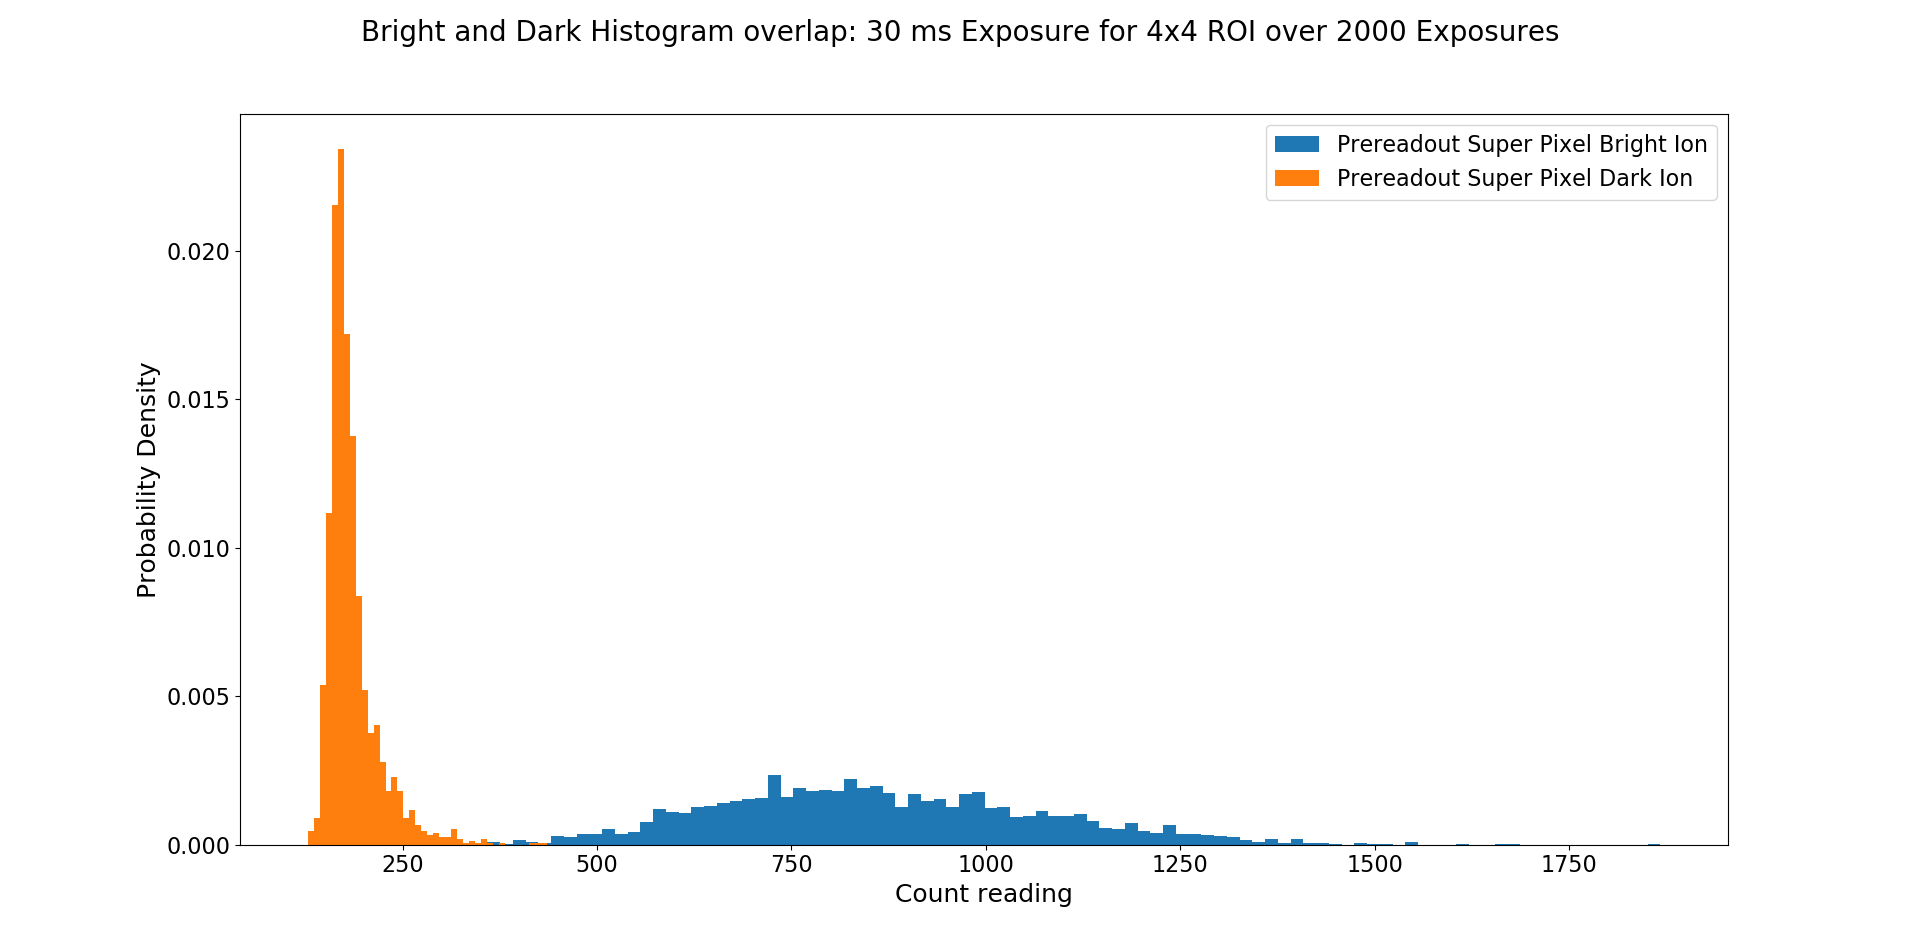 Bright and Dark Histogram overlap: 30 ms Exposure for 4x4 ROI over 2000 Exposures
Prereadout Super Pixel Bright Ion
Prereadout Super Pixel Dark Ion
Probability Density
0.020
0.015
0.010
0.005
0.000
250 500 750 1000 1250 1500 1750
Count reading